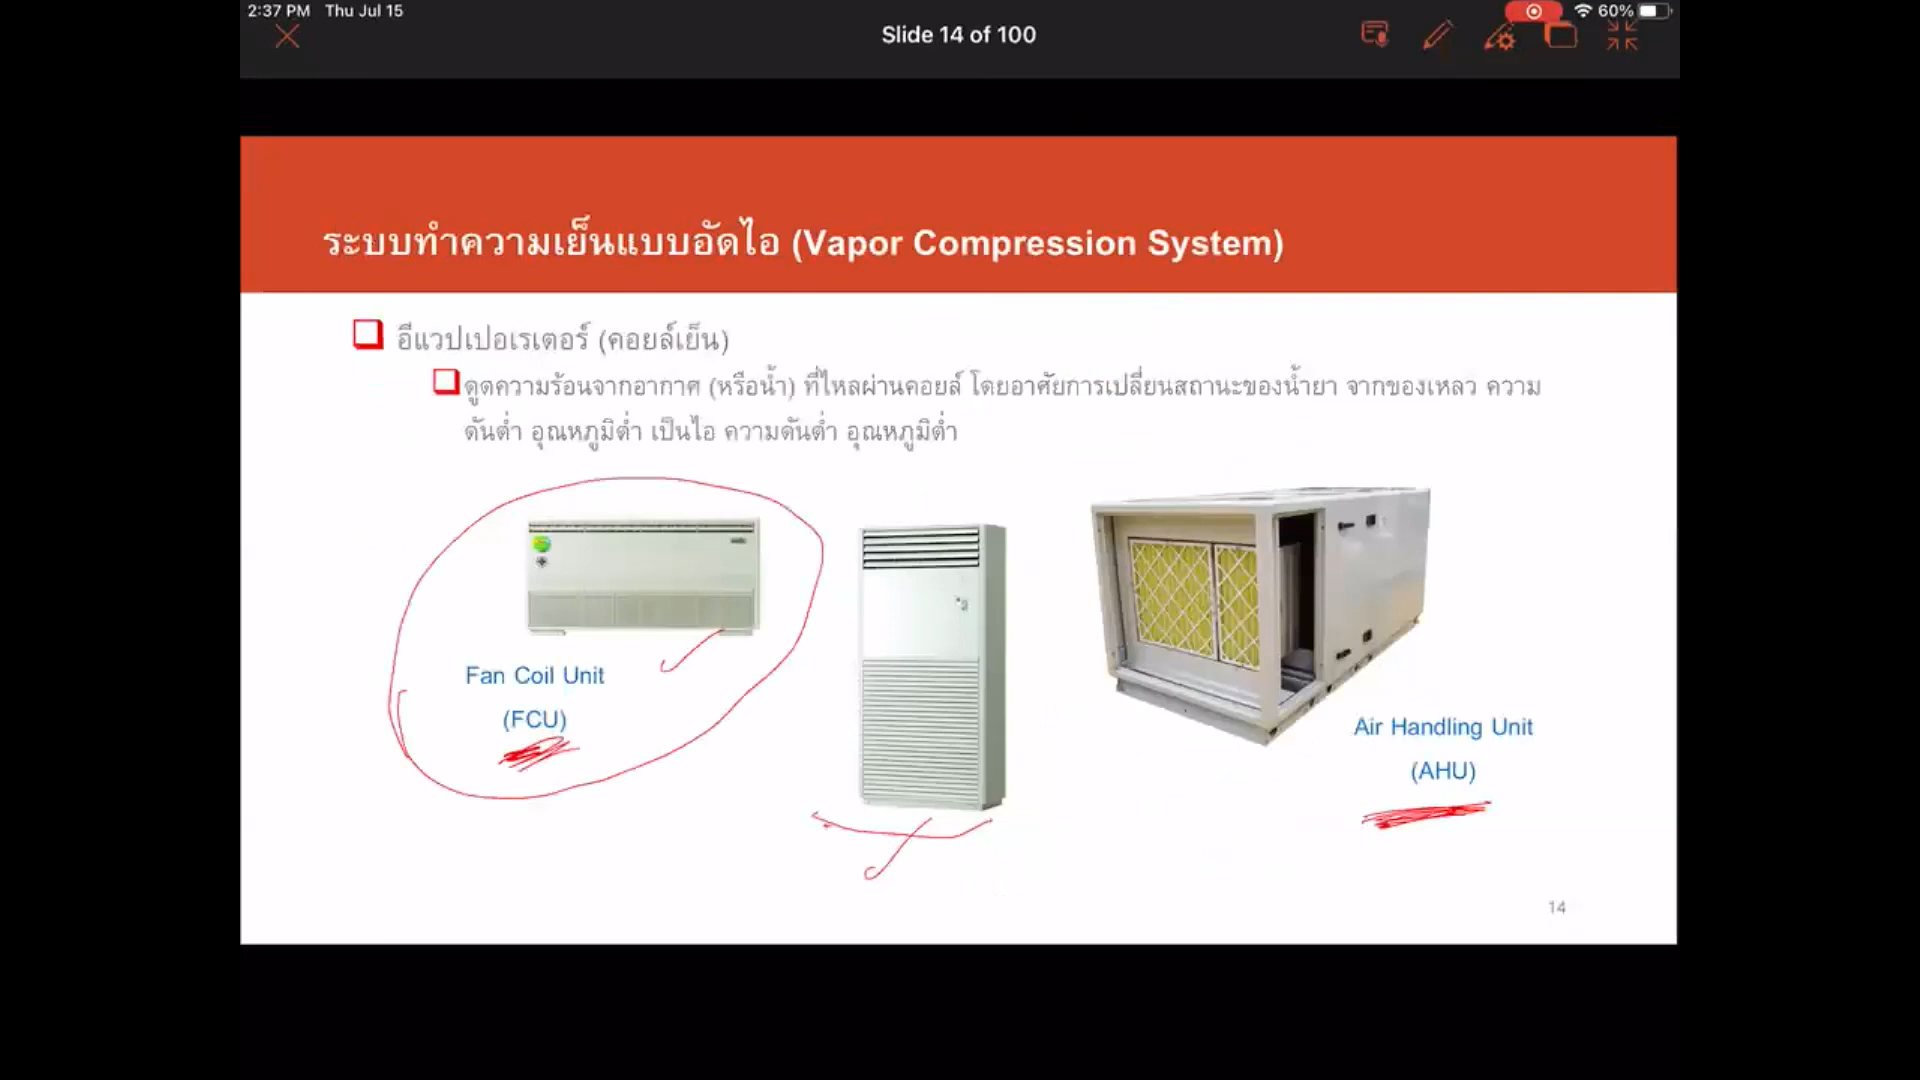 2:37 PM Thu Jul 15
60%
Slide 14 of 100
ระบบทำความเย็นแบบอัดไอ (Vapor Compression System)
อีแวปเปอเรเตอร์ (คอยล์เย็น)
ดูดความร้อนจากอากาศ (หรือน้ำ) ที่ไหลผ่านคอยล์ โดยอาศัยการเปลี่ยนสถานะของน้ำยา จากของเหลว ความ
ดันต่ำ อุณหภูมิต่ำ เป็นไอ ความดันต่ำ อุณหภูมิต่ำ
Fan Coil Unit
(FCU)
Air Handling Unit
(AHU)
14